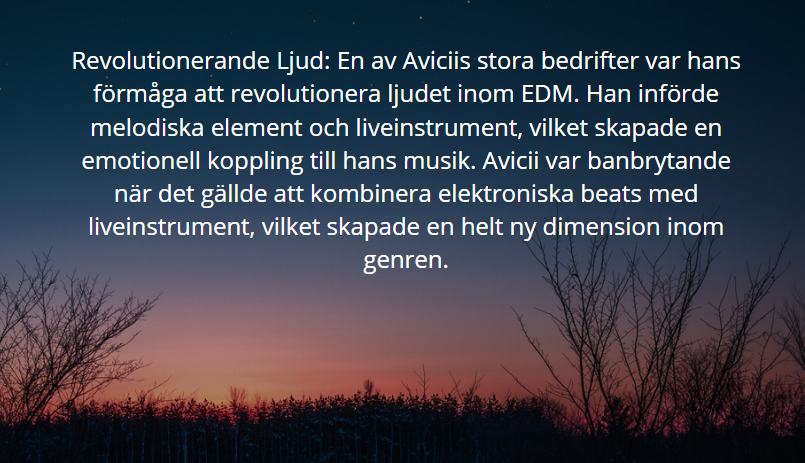 Revolutionerande Ljud: En av Aviciis stora bedrifter var hans
förmåga att revolutionera ljudet inom EDM. Han införde
melodiska element och liveinstrument, vilket skapade en
emotionell koppling till hans musik. Avicii var banbrytande
när det gällde att kombinera elektroniska beats med
liveinstrument, vilket skapade en helt ny dimension inom
genren.